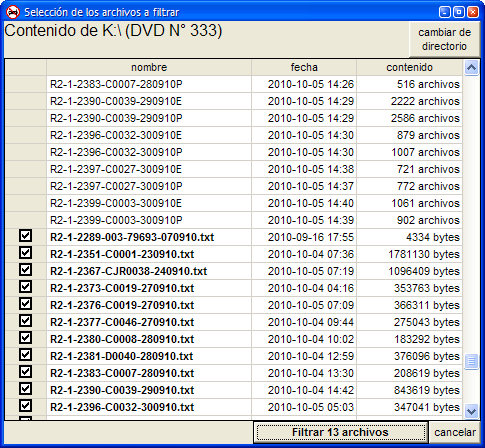 Selección de los archivos a filtrar
Contenido de K:\ (DVD N° 333)
cambiar de
directorio
nombre fecha contenido
R2-1-2383-C0007-280910P 2010-10-05 14:26 516 archivos
R2-1-2390-C0039-290910E 2010-10-05 14:29 2222 archivos
R2-1-2390-C0039-290910P 2010-10-05 14:29 2586 archivos
R2-1-2396-C0032-300910E 2010-10-05 14:30 879 archivos
R2-1-2396-C0032-300910P 2010-10-05 14:30 1007 archivos
R2-1-2397-C0027-300910E 2010-10-05 14:38 721 archivos
R2-1-2397-C0027-300910P 2010-10-05 14:37 772 archivos
R2-1-2399-C0003-300910E 2010-10-05 14:40 1061 archivos
R2-1-2399-C0003-300910P 2010-10-05 14:39 902 archivos
R2-1-2289-003-79693-070910.txt 2010-09-16 17:55 4334 bytes
R2-1-2351-C0001-230910.txt 2010-10-04 07:36 1781130 bytes
R2-1-2367-CJR0038-240910.txt 2010-10-05 07:19 1096409 bytes
R2-1-2373-C0019-270910.txt 2010-10-04 04:16 353763 bytes
R2-1-2376-C0019-270910.txt 2010-10-05 07:09 366311 bytes
R2-1-2377-C0046-270910.txt 2010-10-04 09:44 275043 bytes
R2-1-2380-C0008-280910.txt 2010-10-04 10:02 183292 bytes
R2-1-2381-D0040-280910.txt 2010-10-04 12:59 376096 bytes
R2-1-2383-C0007-280910.txt 2010-10-04 13:30 208619 bytes
R2-1-2390-C0039-290910.txt 2010-10-04 14:42 843619 bytes
R2-1-2396-C0032-300910.txt 2010-10-05 05:03 347041 bytes
Filtrar 13 archivos cancelar